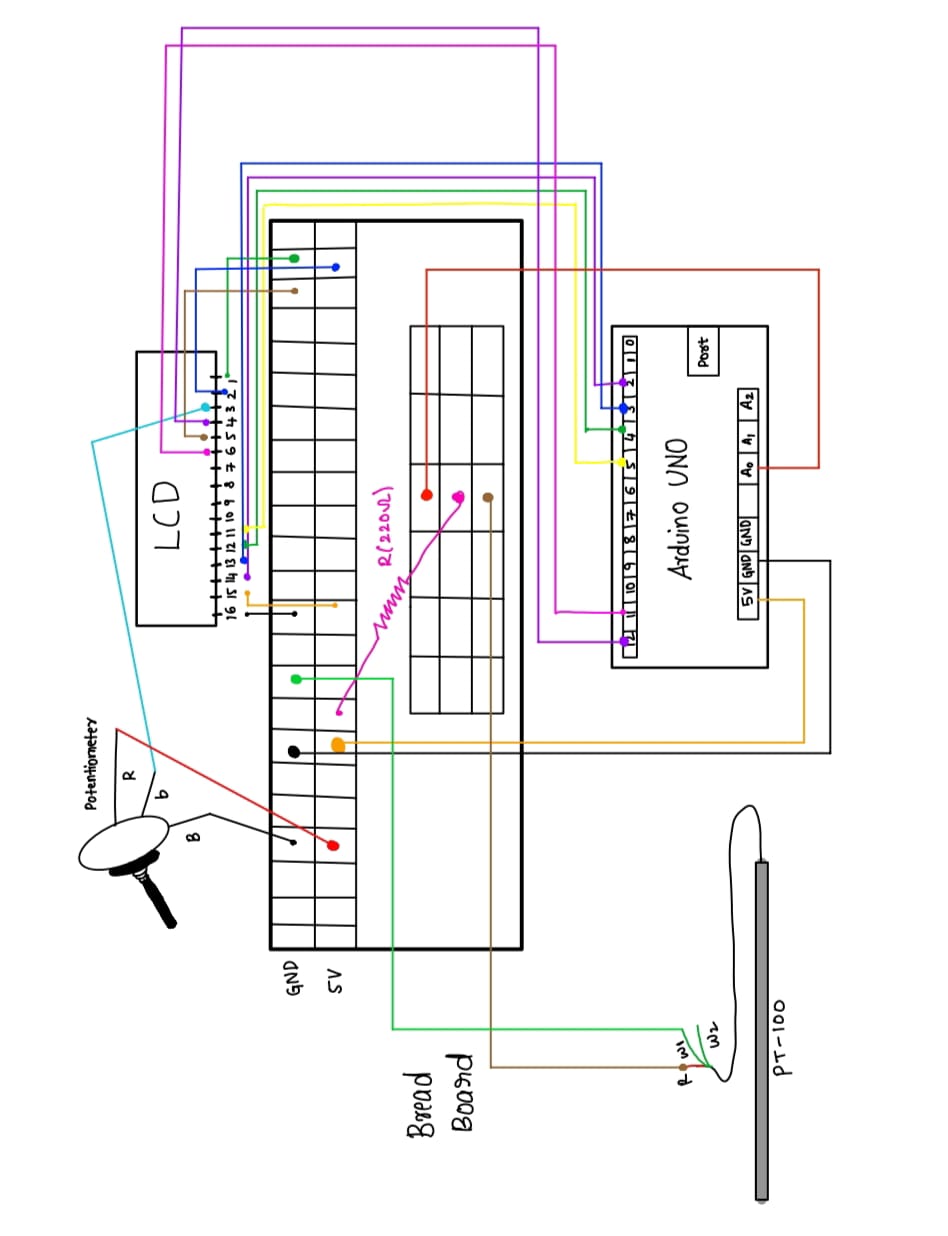 LCD
16 15 14 13 12 11 10 9 8 7 6 5 4 3 2 1
Potentiometer
R
b
B
GND
5V
R(220Ω)
Bread
Board
12 11 10 9 8 7 6 5 4 3 2 1 0
Arduino UNO
Port
5V GND GND A0 A1 A2
R W1
W2
PT-100